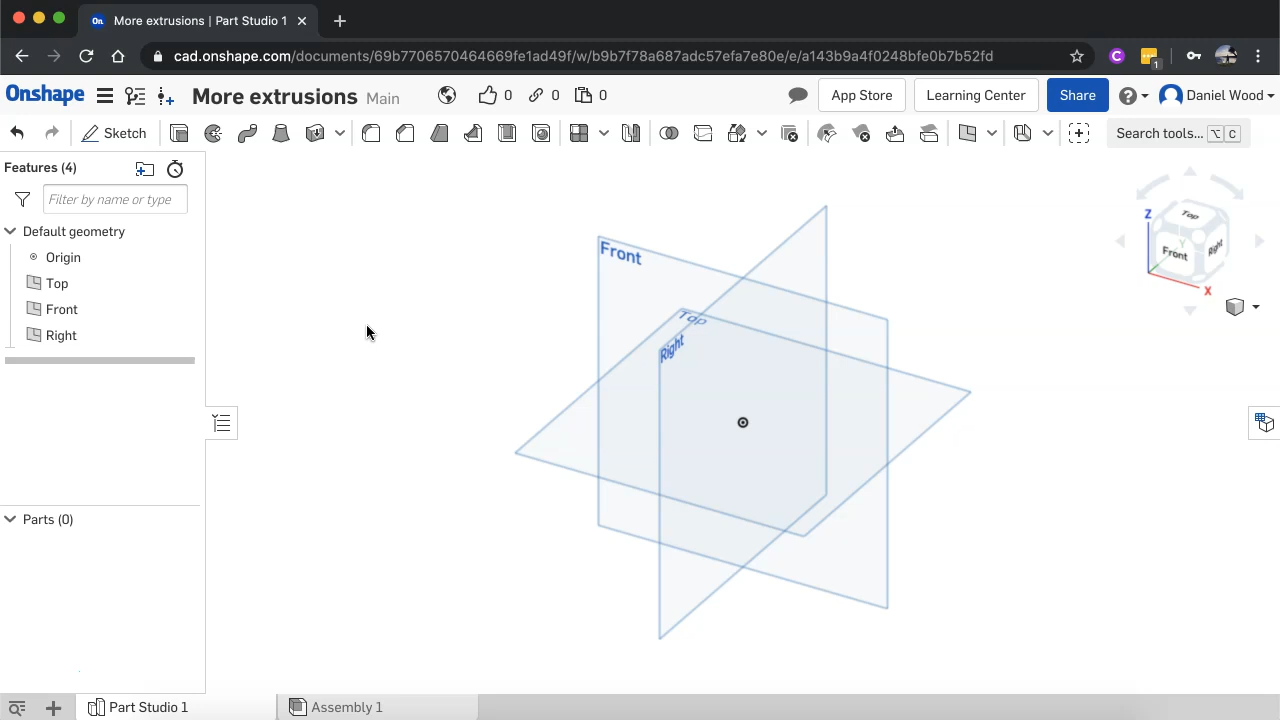 More extrusions | Part Studio 1
cad.onshape.com/documents/69b7706570464669fe1ad49f/w/b9b7f78a687adc57efa7e80e/e/a143b9a4f0248bfe0b7b52fd
C
1
On
Onshape
More extrusions Main
0
0
0
App Store
Learning Center
Share
Daniel Wood
Sketch
Search tools... ⌥ C
Features (4)
Filter by name or type
Default geometry
Origin
Top
Front
Right
Parts (0)
Front
Top
Right
Z
Top
Y
Front
Right
X
Part Studio 1
Assembly 1